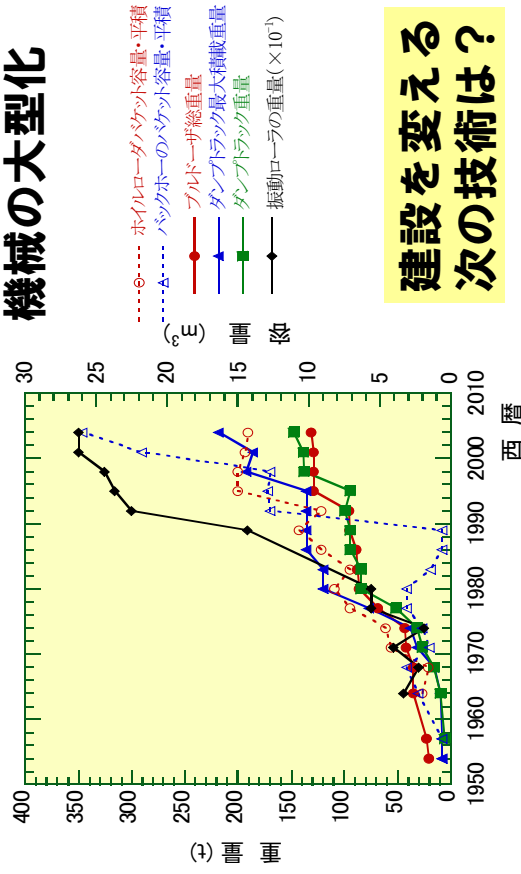 機械の大型化
ホイルローダバケット容量・平積
バックホーのバケット容量・平積
ブルドーザ総重量
ダンプトラック最大積載重量
ダンプトラック重量
振動ローラの重量(×10⁻¹)
建設を変える
次の技術は?
重量(t)
400
350
300
250
200
150
100
50
0
容量(m³)
30
25
20
15
10
5
0
1950
1960
1970
1980
1990
2000
2010
西暦